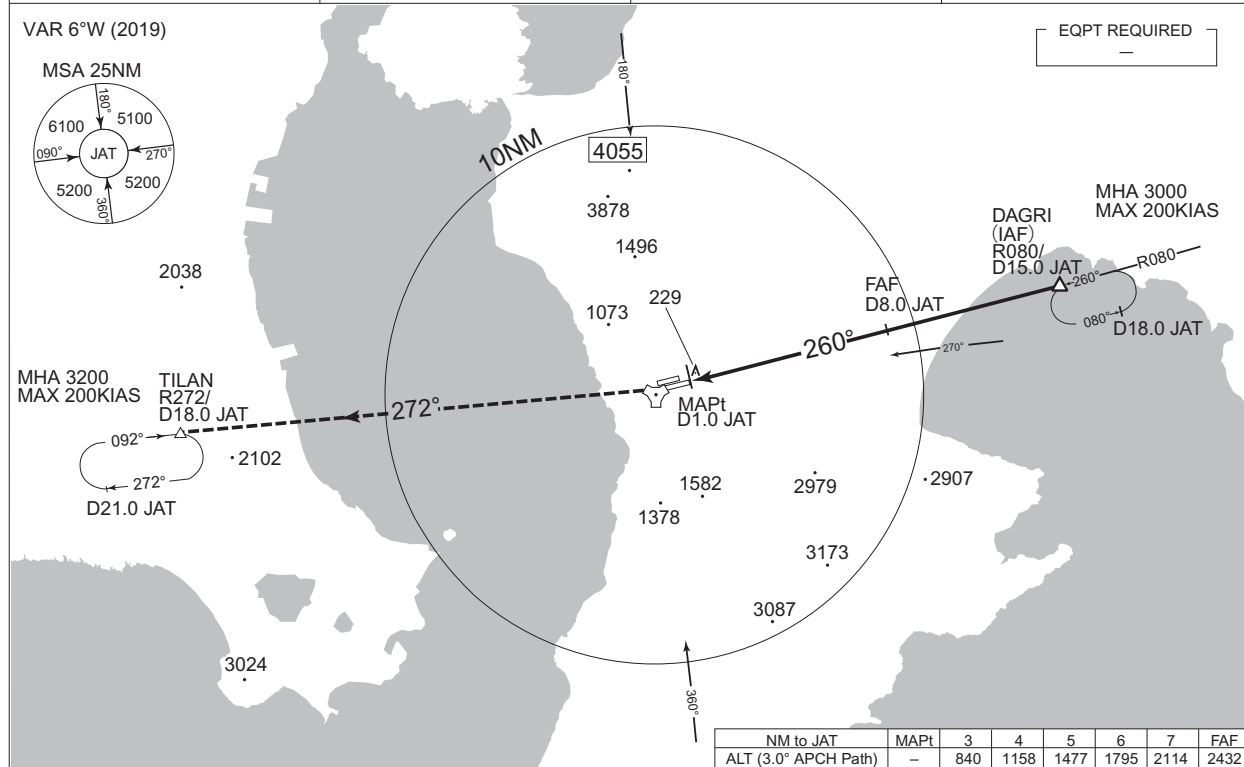 VAR 6°W (2019)
EQPT REQUIRED
–
MSA 25NM
180°
6100
5100
090°
JAT
270°
5200
5200
360°
180°
10NM
4055
3878
1496
2038
1073
229
MHA 3000
MAX 200KIAS
DAGRI
(IAF)
R080/
D15.0 JAT
260°
R080
080°
D18.0 JAT
FAF
D8.0 JAT
260°
270°
MHA 3200
MAX 200KIAS
TILAN
R272/
D18.0 JAT
272°
MAPt
D1.0 JAT
092°
272°
D21.0 JAT
2102
1582
1378
2979
2907
3173
3087
3024
360°
NM to JAT MAPt 3 4 5 6 7 FAF
ALT (3.0° APCH Path) – 840 1158 1477 1795 2114 2432